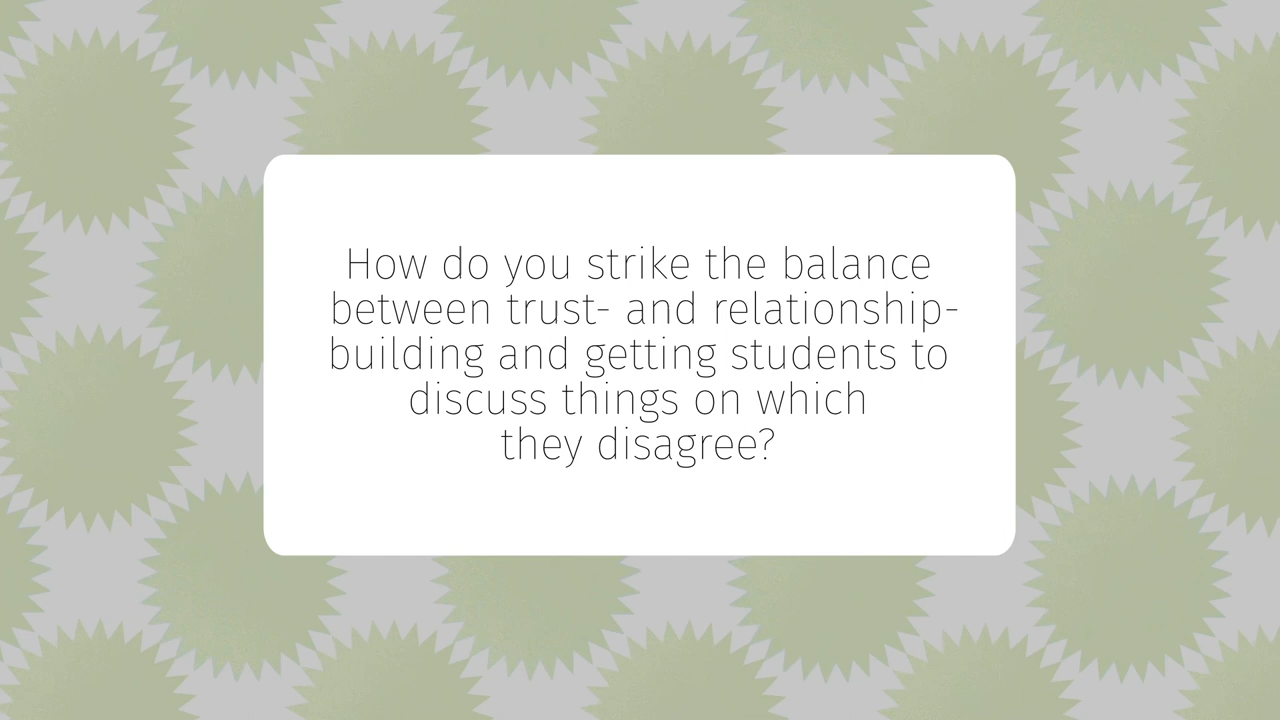 How do you strike the balance
between trust- and relationship-
building and getting students to
discuss things on which
they disagree?